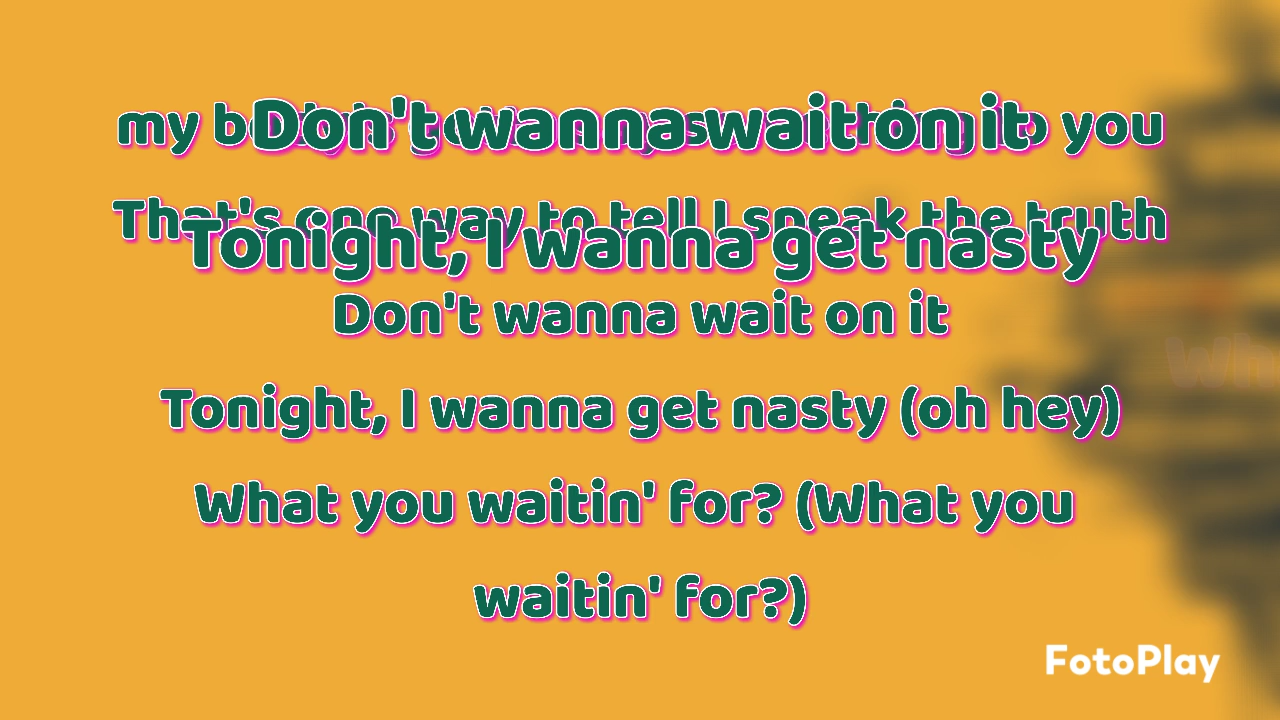 my
Don't wanna wait on it
you
That's one way to tell I speak the truth
Tonight, I wanna get nasty
Don't wanna wait on it
Tonight, I wanna get nasty (oh hey)
What you waitin' for? (What you
waitin' for?)
FotoPlay